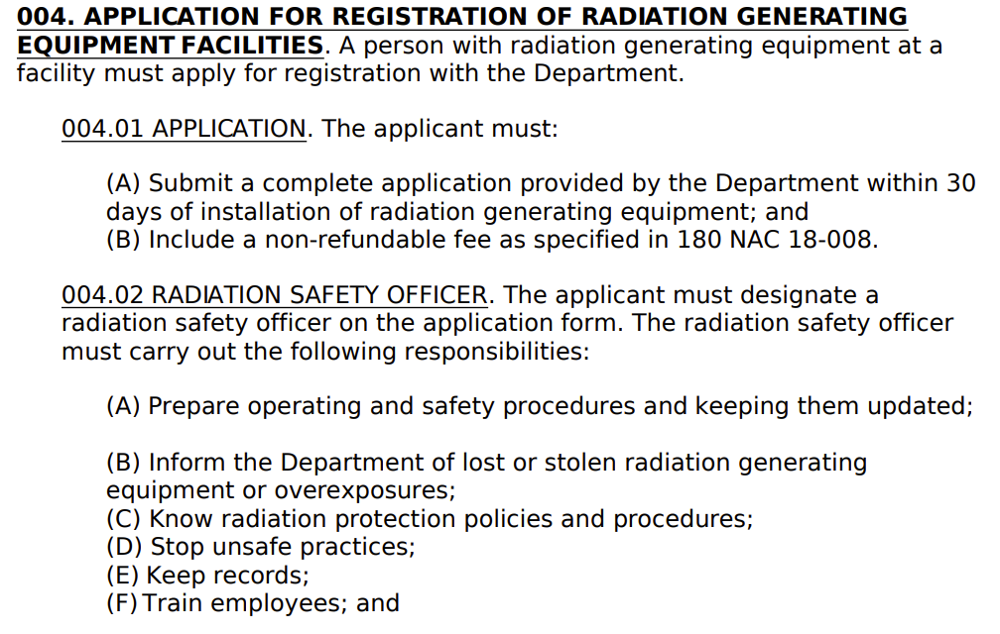 004. APPLICATION FOR REGISTRATION OF RADIATION GENERATING
EQUIPMENT FACILITIES. A person with radiation generating equipment at a
facility must apply for registration with the Department.
004.01 APPLICATION. The applicant must:
(A) Submit a complete application provided by the Department within 30
days of installation of radiation generating equipment; and
(B) Include a non-refundable fee as specified in 180 NAC 18-008.
004.02 RADIATION SAFETY OFFICER. The applicant must designate a
radiation safety officer on the application form. The radiation safety officer
must carry out the following responsibilities:
(A) Prepare operating and safety procedures and keeping them updated;
(B) Inform the Department of lost or stolen radiation generating
equipment or overexposures;
(C) Know radiation protection policies and procedures;
(D) Stop unsafe practices;
(E) Keep records;
(F) Train employees; and